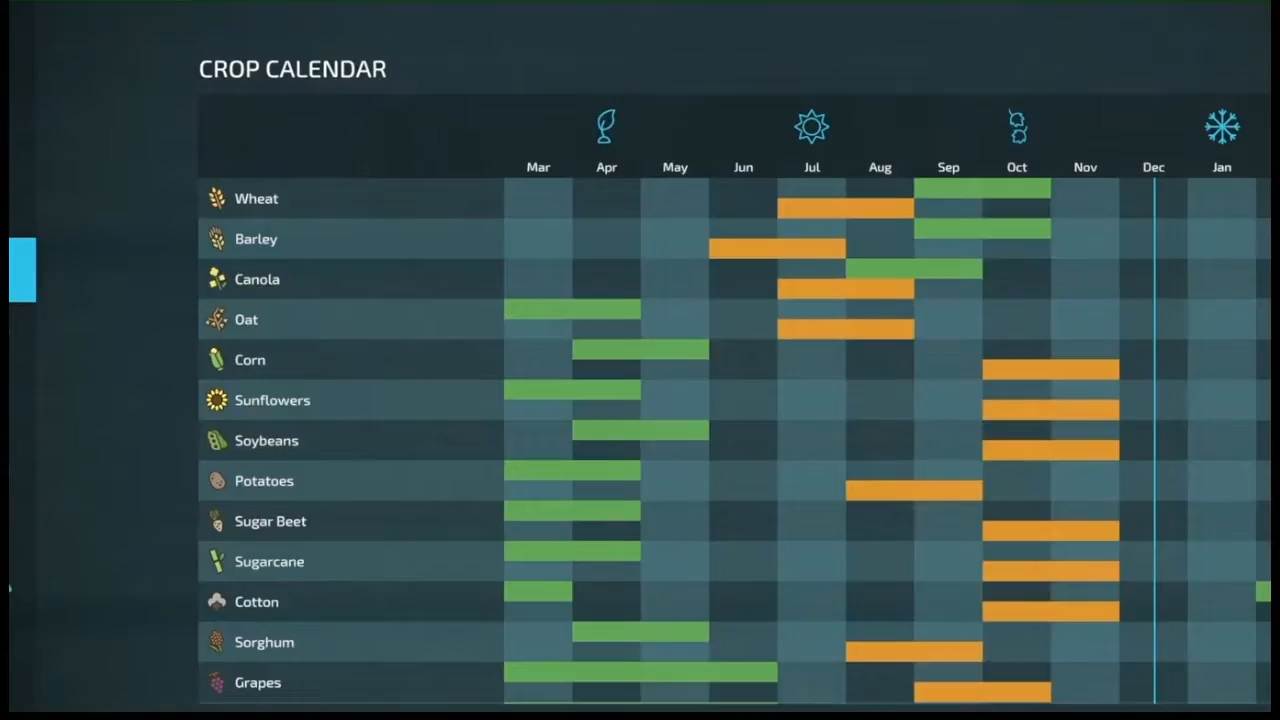 CROP CALENDAR
Mar Apr May Jun Jul Aug Sep Oct Nov Dec Jan
Wheat
Barley
Canola
Oat
Corn
Sunflowers
Soybeans
Potatoes
Sugar Beet
Sugarcane
Cotton
Sorghum
Grapes